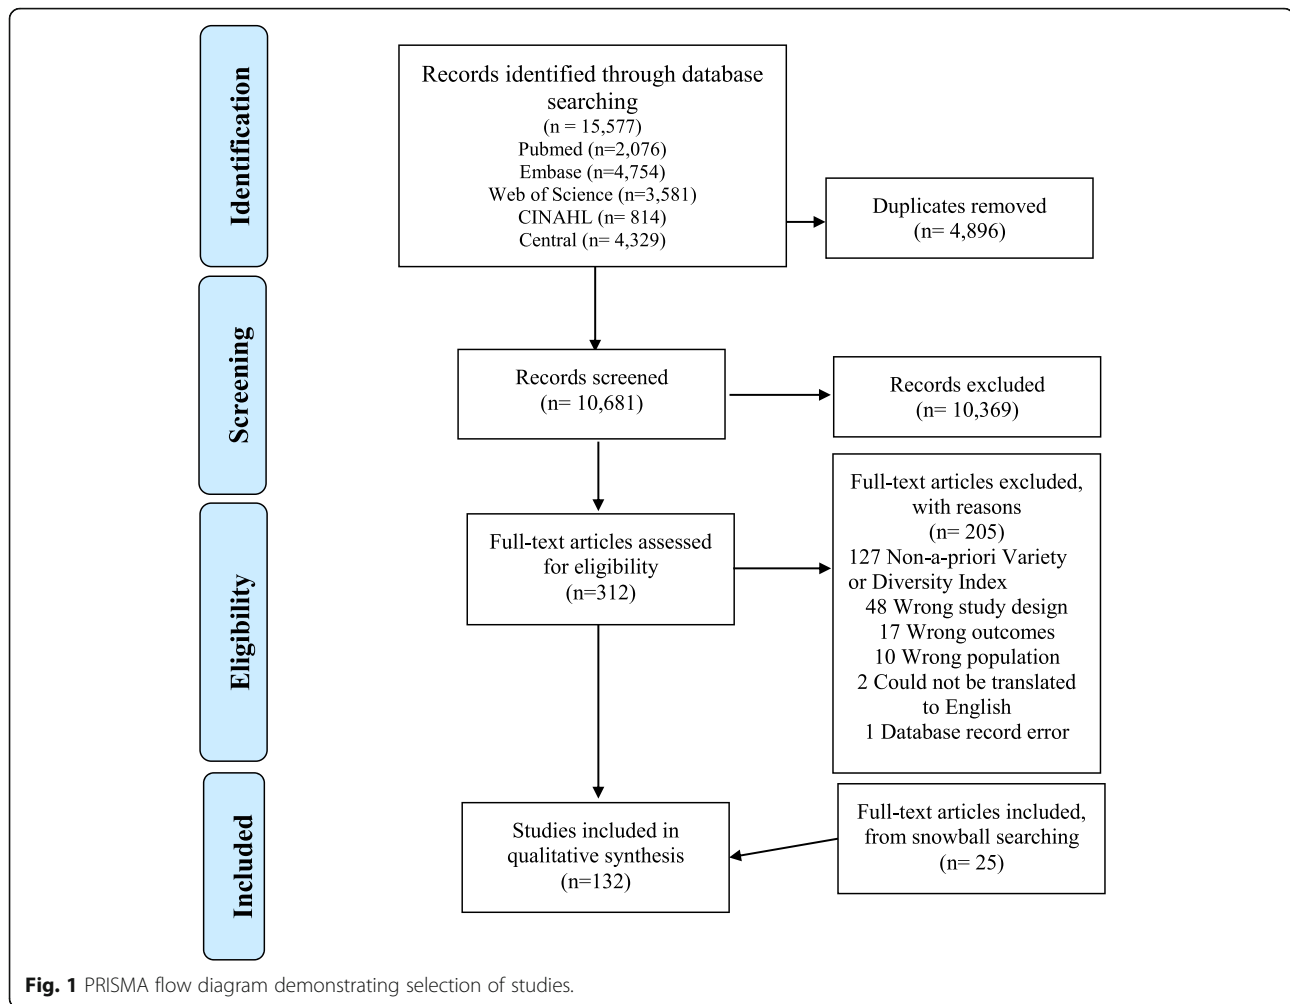 Identification
Records identified through database
searching
(n = 15,577)
Pubmed (n=2,076)
Embase (n=4,754)
Web of Science (n=3,581)
CINAHL (n= 814)
Central (n= 4,329)
Duplicates removed
(n= 4,896)
Screening
Records screened
(n= 10,681)
Records excluded
(n= 10,369)
Eligibility
Full-text articles assessed
for eligibility
(n=312)
Full-text articles excluded,
with reasons
(n= 205)
127 Non-a-priori Variety
or Diversity Index
48 Wrong study design
17 Wrong outcomes
10 Wrong population
2 Could not be translated
to English
1 Database record error
Included
Studies included in
qualitative synthesis
(n=132)
Full-text articles included,
from snowball searching
(n= 25)
Fig. 1 PRISMA flow diagram demonstrating selection of studies.